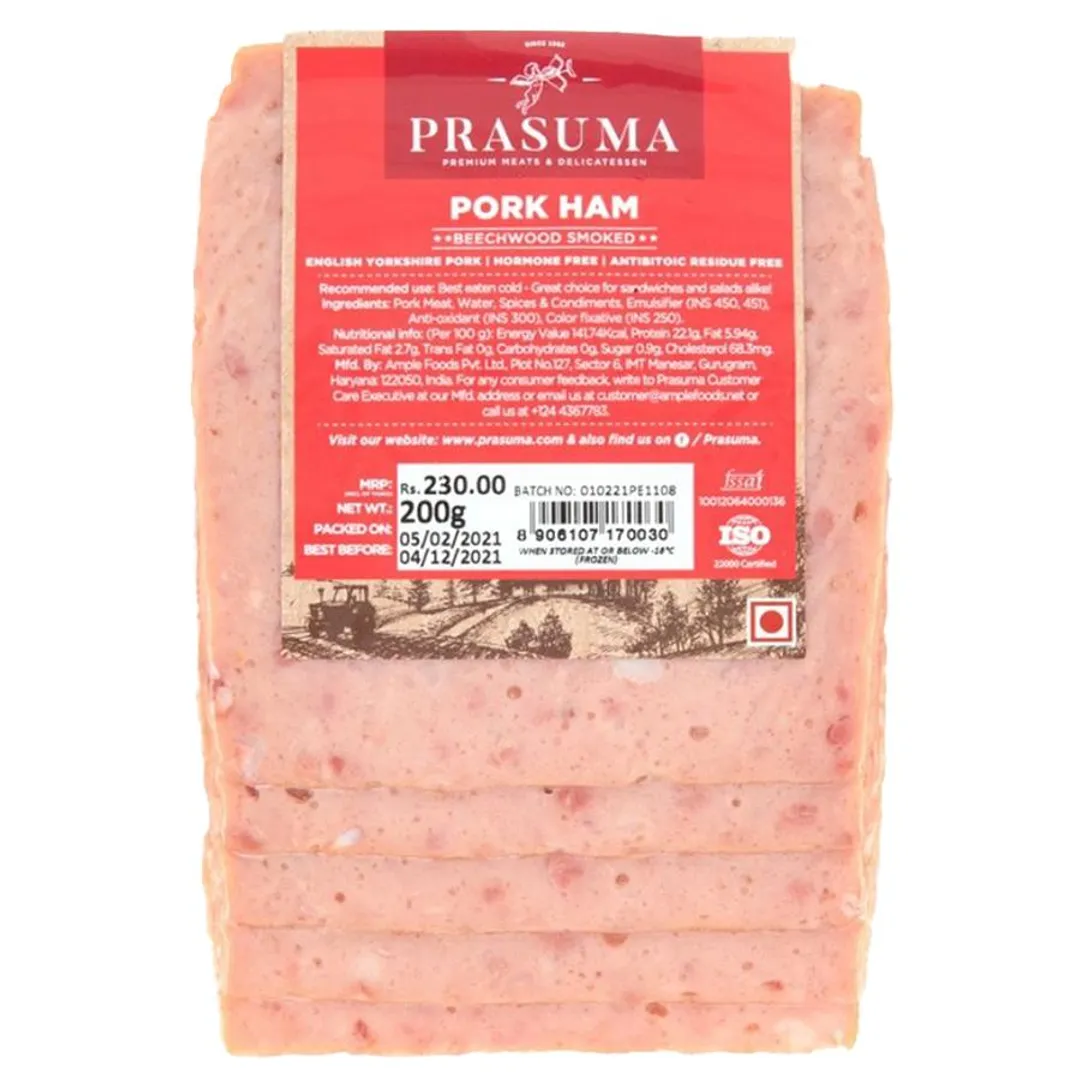 SINCE 1982
PRASUMA
PREMIUM MEATS & DELICATESSEN
PORK HAM
**BEECHWOOD SMOKED**
ENGLISH YORKSHIRE PORK | HORMONE FREE | ANTIBITOIC RESIDUE FREE
Recommended use: Best eaten cold - Great choice for sandwiches and salads alike!
Ingredients: Pork Meat, Water, Spices & Condiments. Emulsifier (INS 450, 451),
Anti-oxidant (INS 300), Color fixative (INS 250).
Nutritional info: (Per 100 g): Energy Value 141.74Kcal, Protein 22.1g, Fat 5.94g,
Saturated Fat 2.7g, Trans Fat 0g, Carbohydrates 0g, Sugar 0.9g, Cholesterol 68.3mg.
Mfd. By: Ample Foods Pvt. Ltd., Plot No.127, Sector 6, IMT Manesar, Gurugram,
Haryana: 122050, India. For any consumer feedback, write to Prasuma Customer
Care Executive at our Mfd. address or email us at customer@amplefoods.net or
call us at +124 4367783.
Visit our website: www.prasuma.com & also find us on f / Prasuma.
MRP: Rs. 230.00
(INCL. OF TAXES)
NET WT.: 200g
PACKED ON: 05/02/2021
BEST BEFORE: 04/12/2021
BATCH NO: 010221PE1108
8 906107 170030
WHEN STORED AT OR BELOW -18°C
(FROZEN)
fssai
10012064000136
ISO
22000 Certified